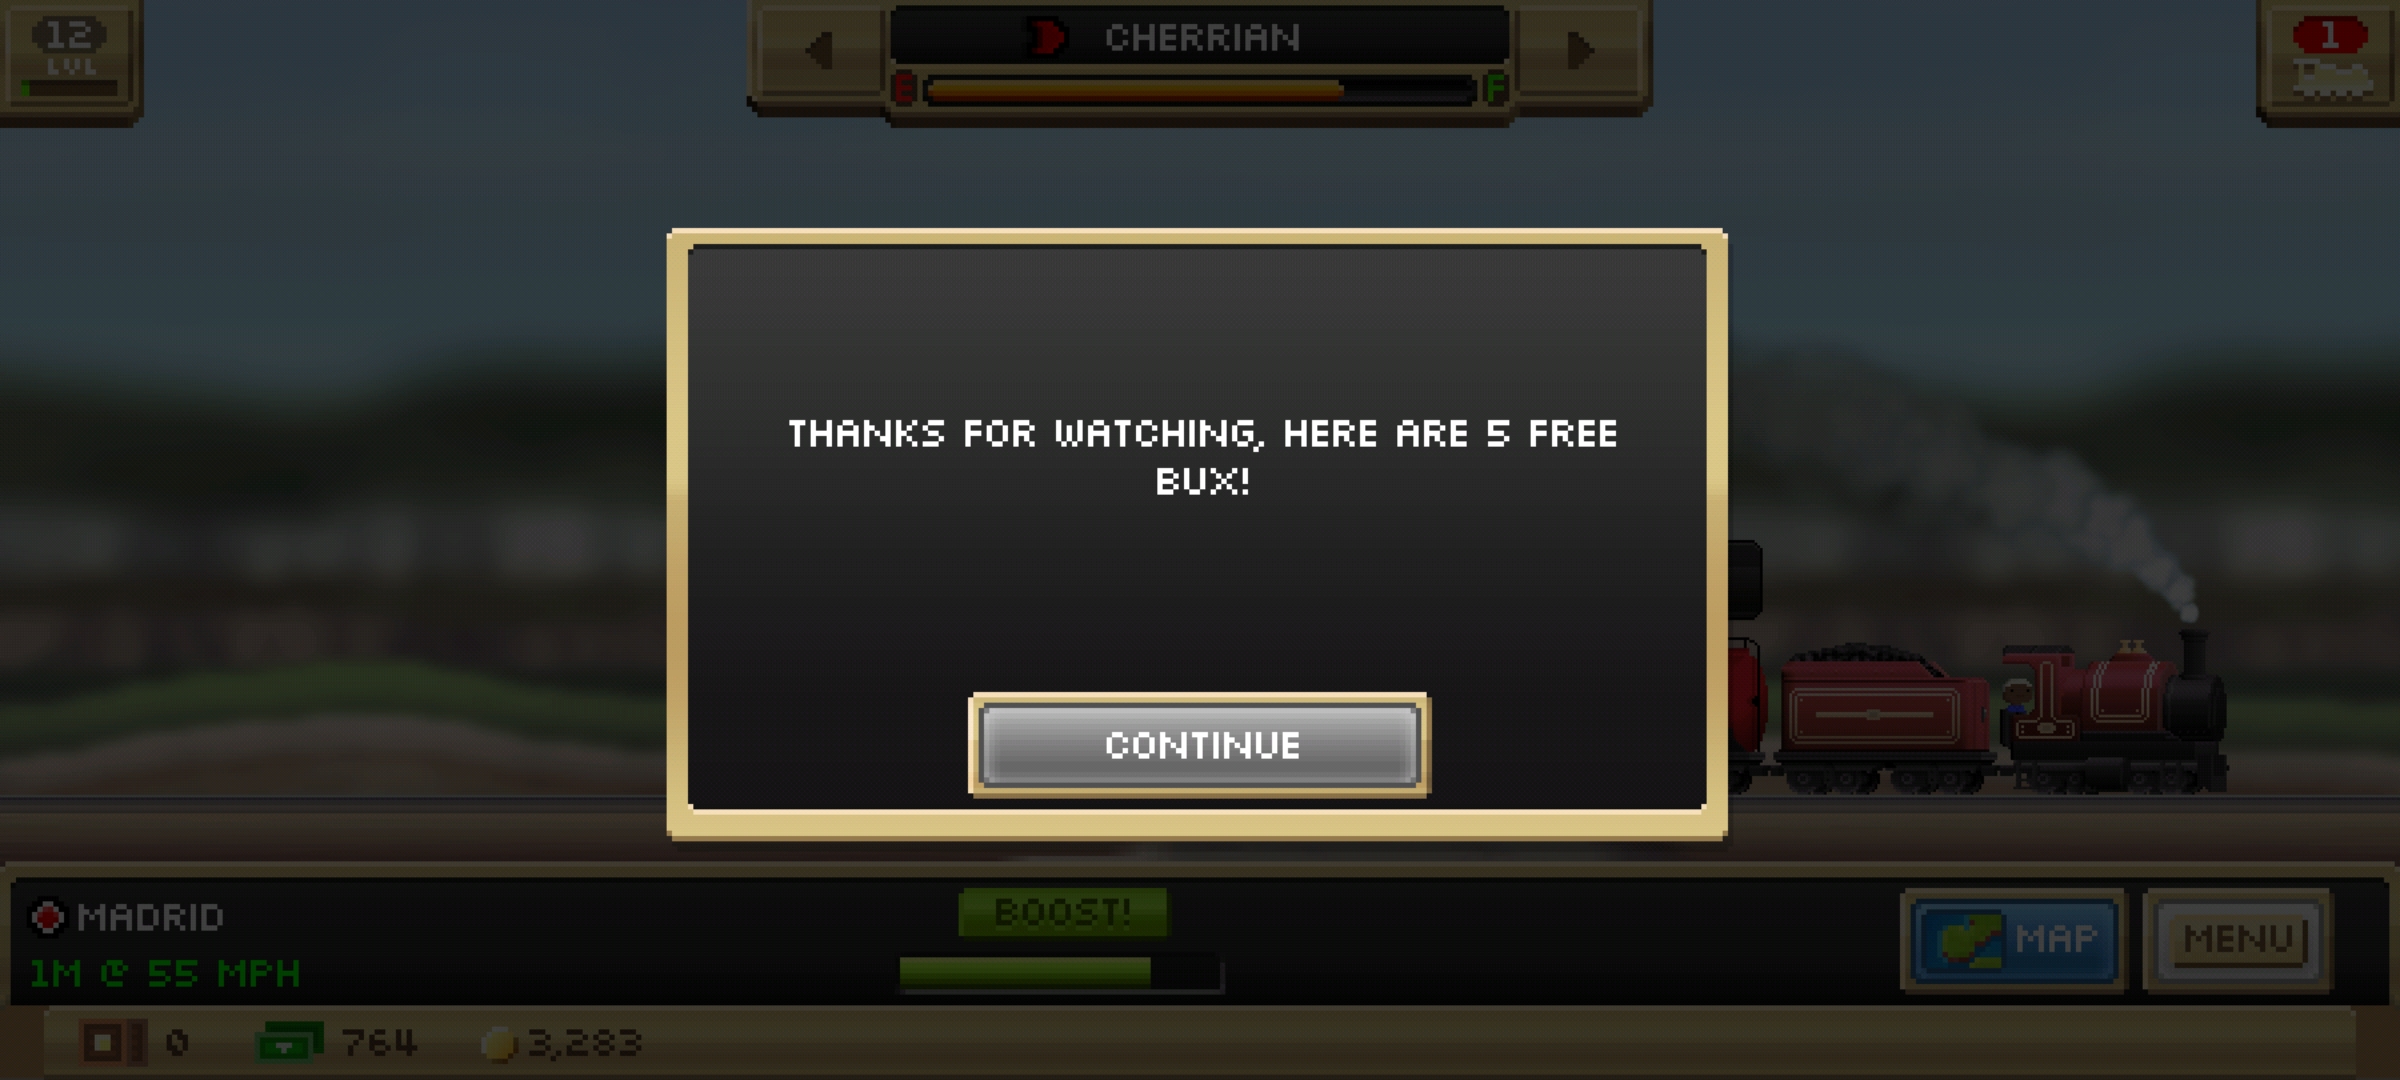 12
LVL
CHERRIAN
E F
1
THANKS FOR WATCHING, HERE ARE 5 FREE
BUX!
CONTINUE
MADRID
1M @ 55 MPH
BOOST!
MAP
MENU
0
764
3,283